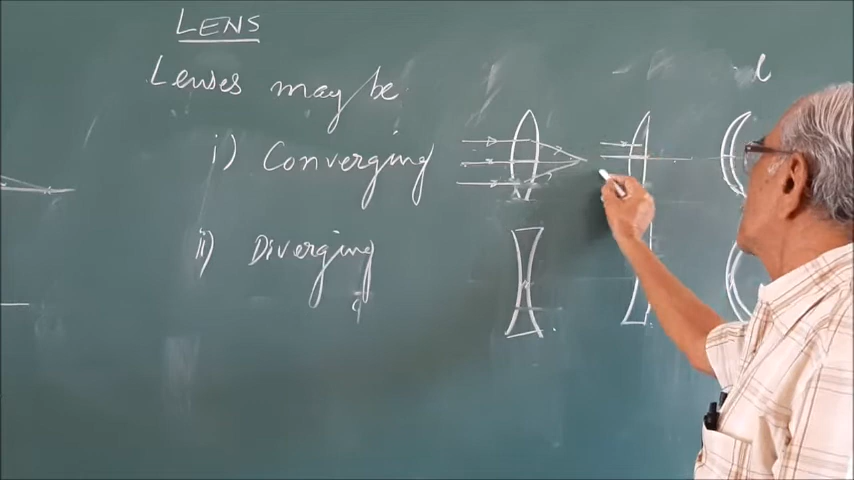 LENS
Lenses may be
i) Converging
ii) Diverging